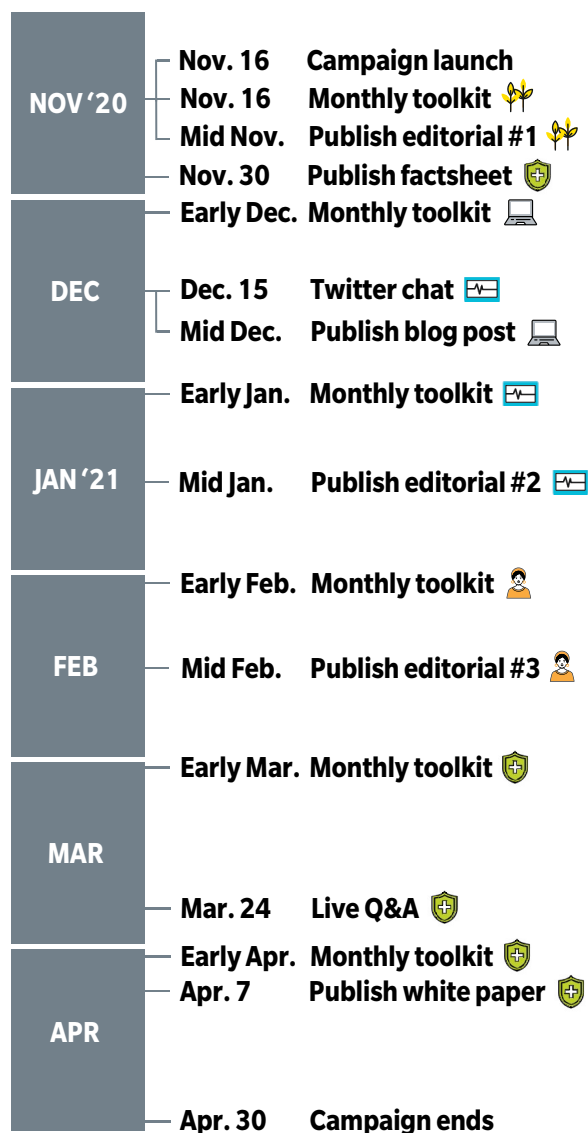 NOV ‘20
Nov. 16 Campaign launch
Nov. 16 Monthly toolkit
Mid Nov. Publish editorial #1
Nov. 30 Publish factsheet
DEC
Early Dec. Monthly toolkit
Dec. 15 Twitter chat
Mid Dec. Publish blog post
JAN ‘21
Early Jan. Monthly toolkit
Mid Jan. Publish editorial #2
FEB
Early Feb. Monthly toolkit
Mid Feb. Publish editorial #3
MAR
Early Mar. Monthly toolkit
Mar. 24 Live Q&A
APR
Early Apr. Monthly toolkit
Apr. 7 Publish white paper
Apr. 30 Campaign ends